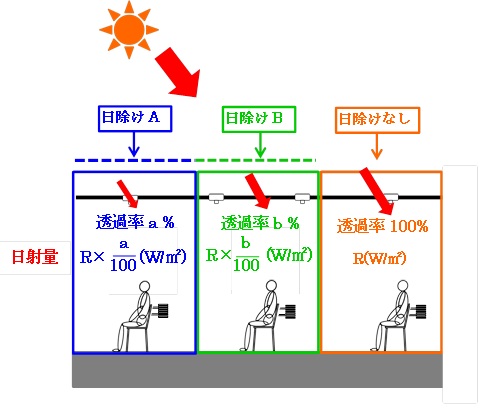 日除けA
日除けB
日除けなし
透過率a%
R×a/100(W/㎡)
透過率b%
R×b/100(W/㎡)
透過率100%
R(W/㎡)
日射量